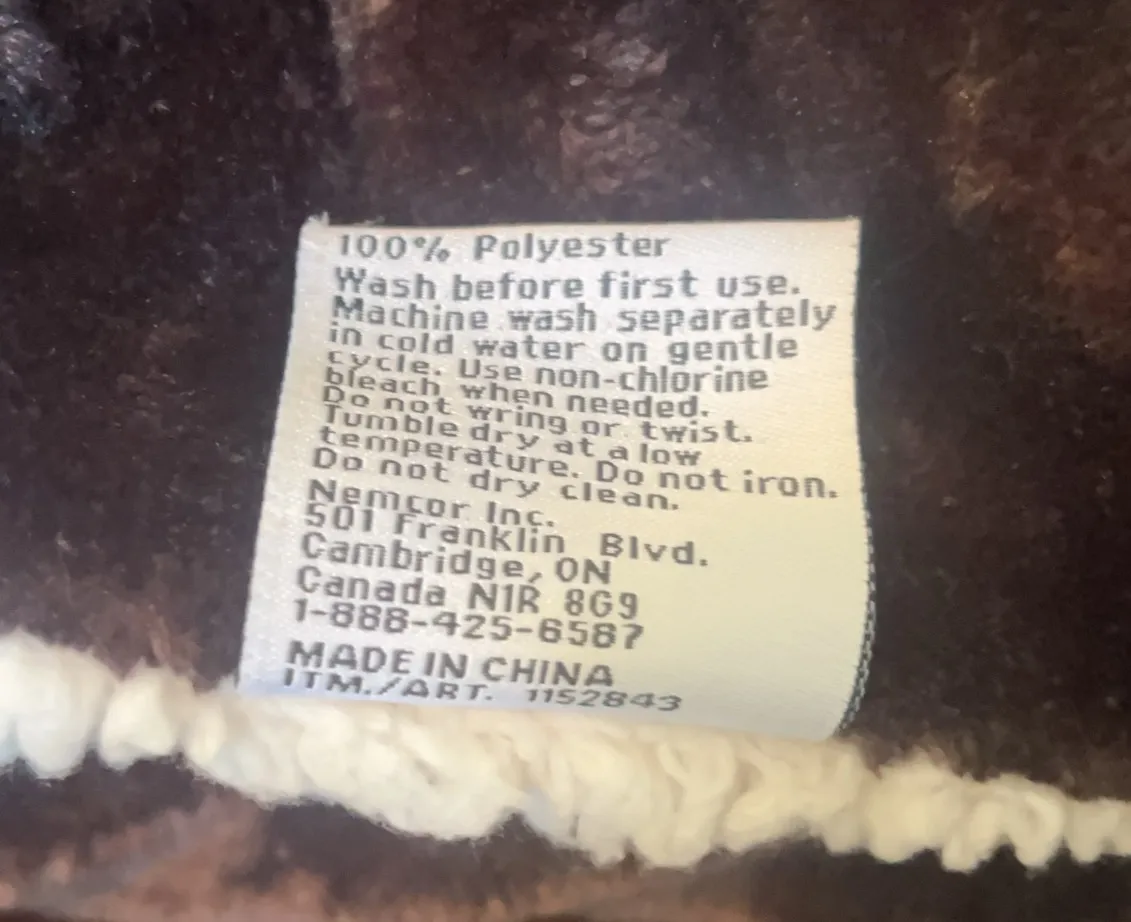 100% Polyester
Wash before first use.
Machine wash separately
in cold water on gentle
cycle. Use non-chlorine
bleach when needed.
Do not wring or twist.
Tumble dry at a low
temperature. Do not iron.
Do not dry clean.
Nemcor Inc.
501 Franklin Blvd.
Cambridge, ON
Canada N1R 8G9
1-888-425-6587
MADE IN CHINA
ITM./ART. 1152843